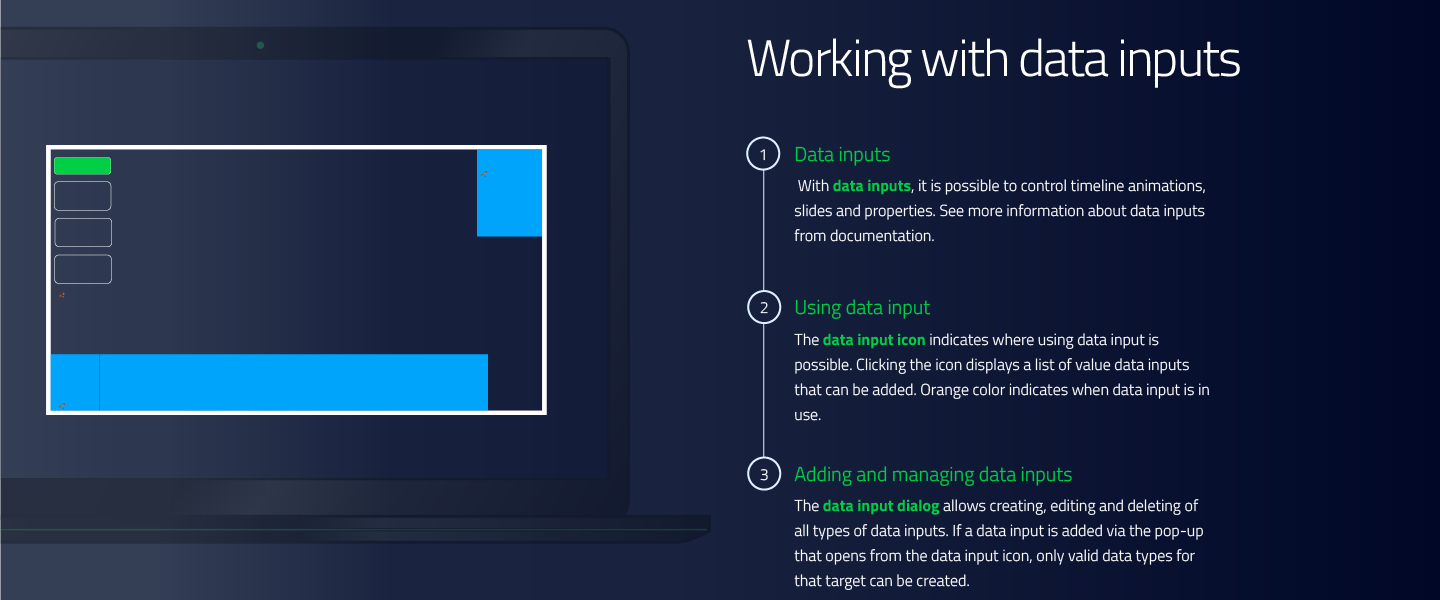 Working with data inputs
1
Data inputs
With data inputs, it is possible to control timeline animations,
slides and properties. See more information about data inputs
from documentation.
2
Using data input
The data input icon indicates where using data input is
possible. Clicking the icon displays a list of value data inputs
that can be added. Orange color indicates when data input is in
use.
3
Adding and managing data inputs
The data input dialog allows creating, editing and deleting of
all types of data inputs. If a data input is added via the pop-up
that opens from the data input icon, only valid data types for
that target can be created.